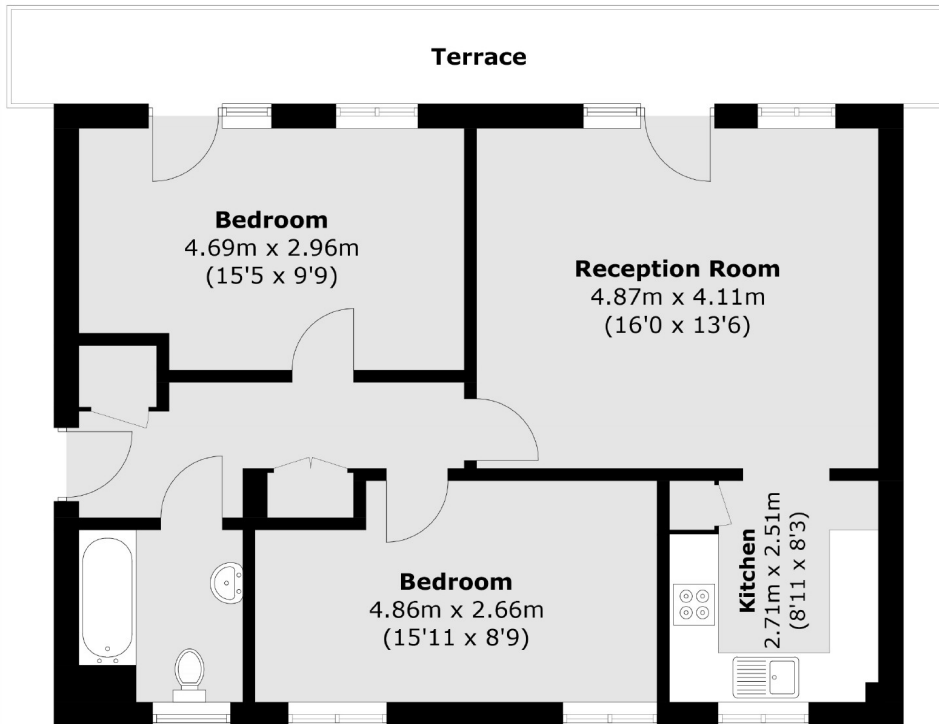 Terrace
Bedroom
4.69m x 2.96m
(15'5 x 9'9)
Reception Room
4.87m x 4.11m
(16'0 x 13'6)
Bedroom
4.86m x 2.66m
(15'11 x 8'9)
Kitchen
2.71m x 2.51m
(8'11 x 8'3)